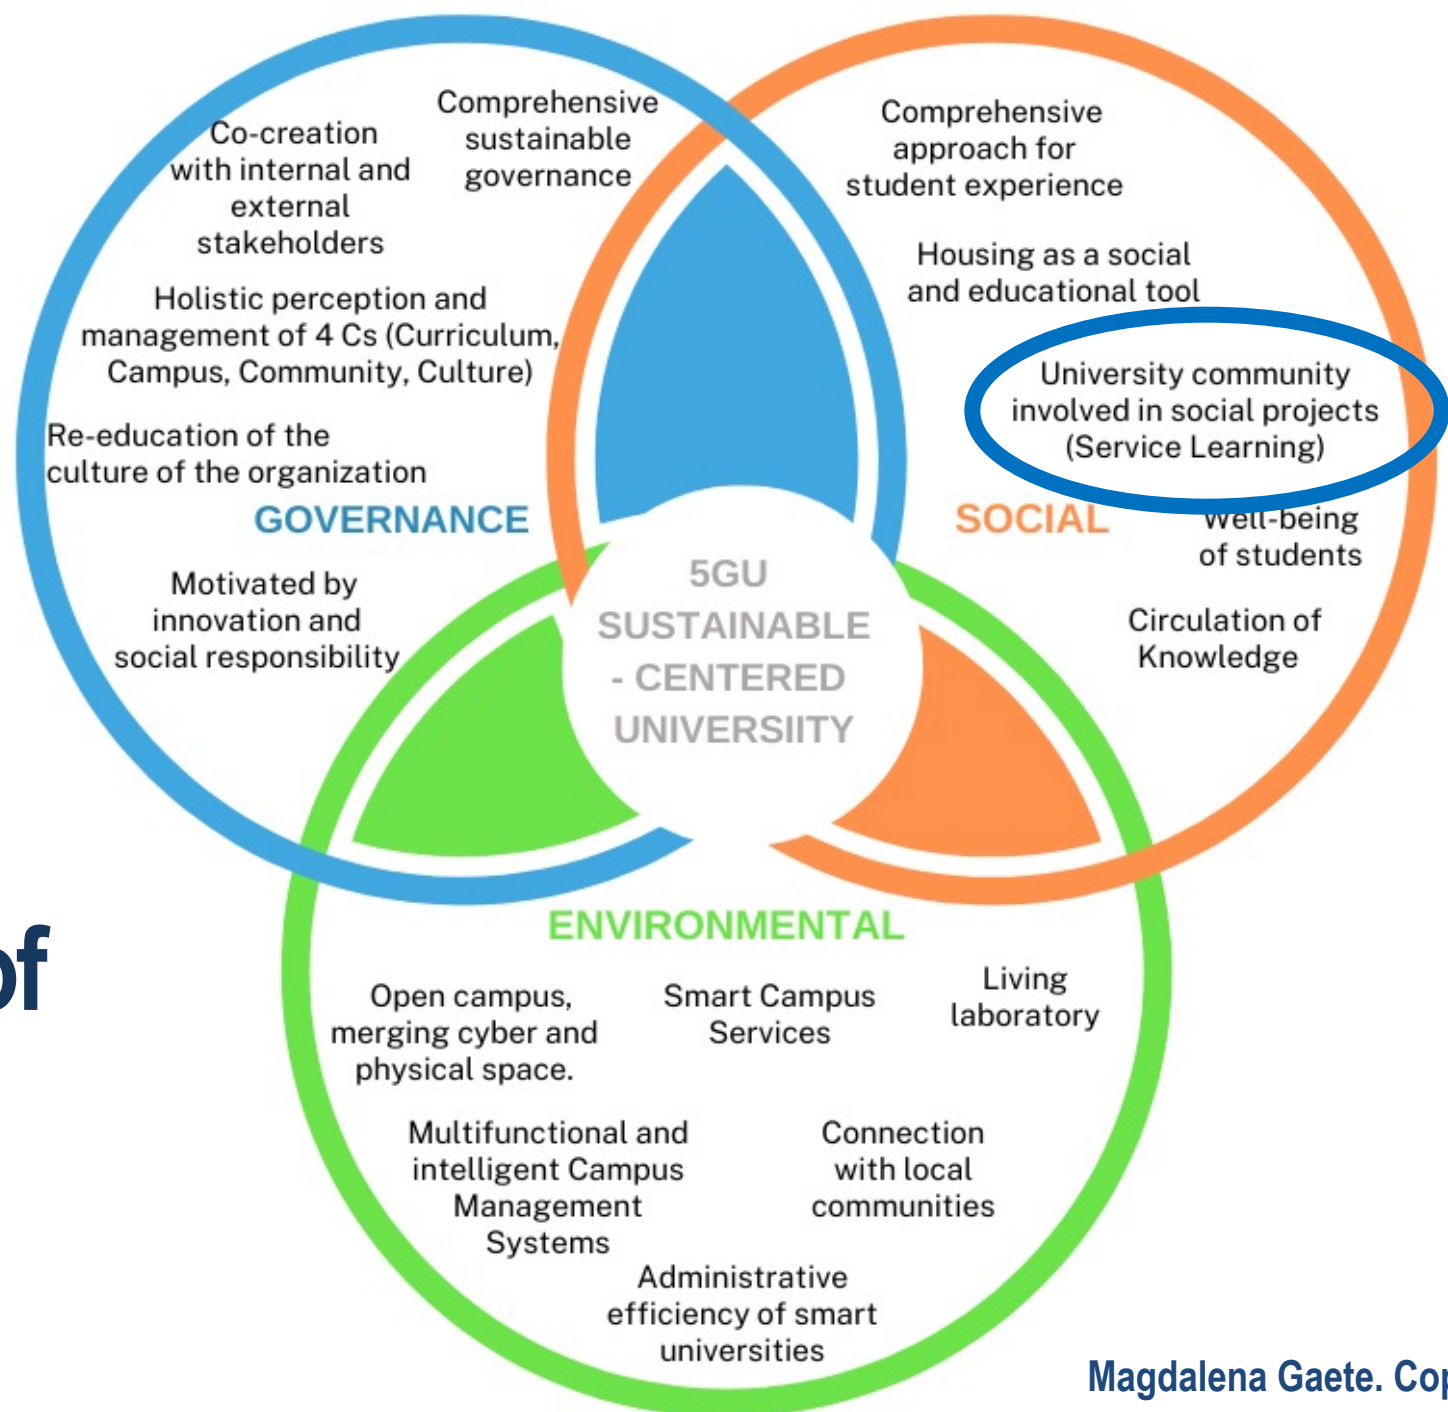 Comprehensive
sustainable
governance
Co-creation
with internal and
external
stakeholders
Holistic perception and
management of 4 Cs (Curriculum,
Campus, Community, Culture)
Re-education of the
culture of the organization
GOVERNANCE
Motivated by
innovation and
social responsibility
Comprehensive
approach for
student experience
Housing as a social
and educational tool
University community
involved in social projects
(Service Learning)
SOCIAL
Well-being
of students
Circulation of
Knowledge
5GU
SUSTAINABLE
- CENTERED
UNIVERSIITY
ENVIRONMENTAL
Open campus,
merging cyber and
physical space.
Smart Campus
Services
Living
laboratory
Multifunctional and
intelligent Campus
Management
Systems
Connection
with local
communities
Administrative
efficiency of smart
universities
of
Magdalena Gaete. Cop